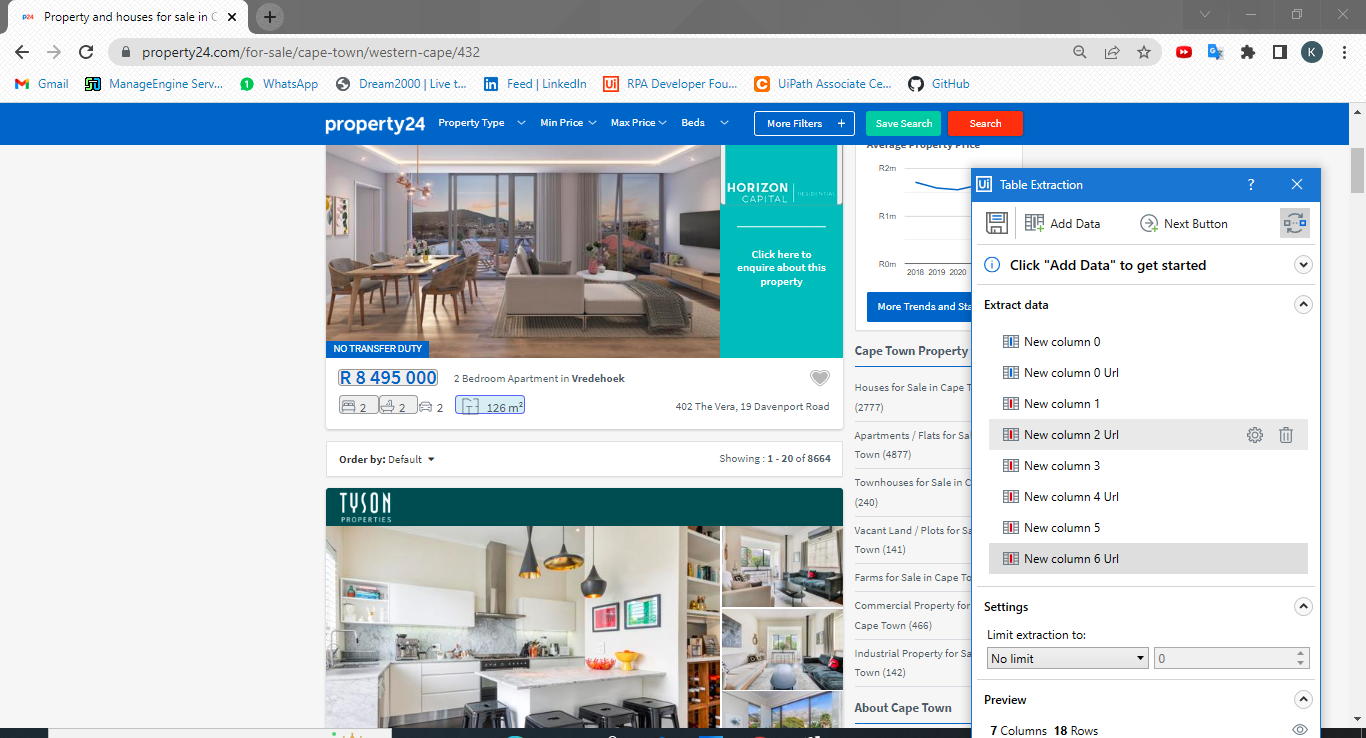 p24 Property and houses for sale in C
property24.com/for-sale/cape-town/western-cape/432
K
Gmail
ManageEngine Serv...
1 WhatsApp
Dream2000 | Live t...
in Feed | LinkedIn
Ui RPA Developer Fou...
C UiPath Associate Ce...
GitHub
property24 Property Type Min Price Max Price Beds More Filters + Save Search Search
HORIZON
CAPITAL RESIDENTIAL
Click here to
enquire about this
property
NO TRANSFER DUTY
R 8 495 000 2 Bedroom Apartment in Vredehoek
2 2 2 126 m²
402 The Vera, 19 Davenport Road
Order by: Default Showing : 1 - 20 of 8664
TYSON
PROPERTIES
Average Property Price
R2m
R1m
R0m
2018 2019 2020
More Trends and Sta
Cape Town Property
Houses for Sale in Cape T
(2777)
Apartments / Flats for Sa
Town (4877)
Townhouses for Sale in C
(240)
Vacant Land / Plots for Sa
Town (141)
Farms for Sale in Cape To
Commercial Property for
Cape Town (466)
Industrial Property for Sa
Town (142)
About Cape Town
Ui Table Extraction ?
Add Data Next Button
Click "Add Data" to get started
Extract data
New column 0
New column 0 Url
New column 1
New column 2 Url
New column 3
New column 4 Url
New column 5
New column 6 Url
Settings
Limit extraction to:
No limit 0
Preview
7 Columns 18 Rows